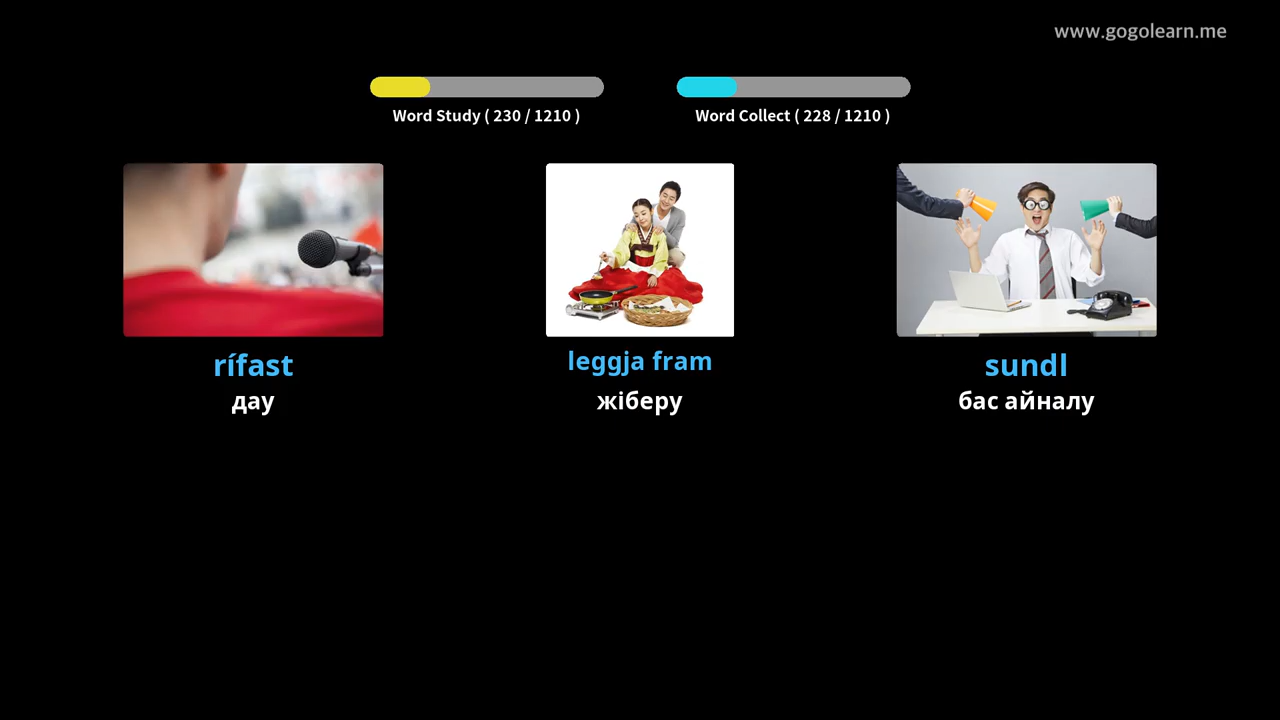 www.gogolearn.me
Word Study ( 230 / 1210 )
Word Collect ( 228 / 1210 )
rífast
дау
leggja fram
жіберу
sundl
бас айналу